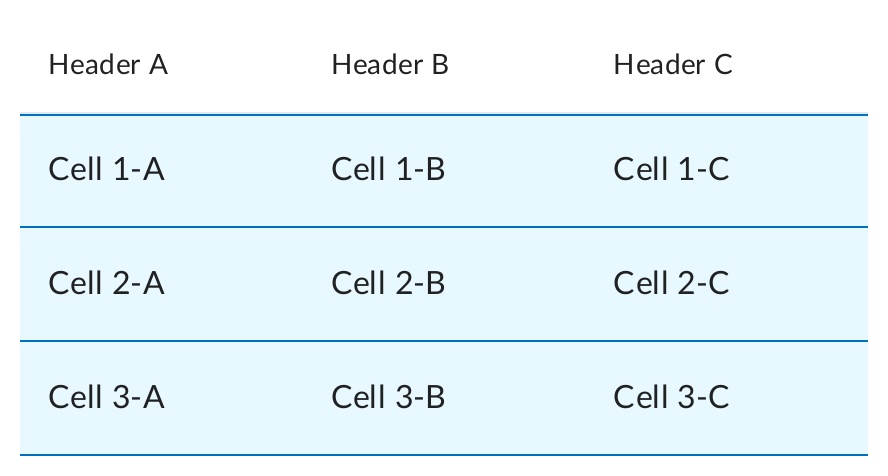 Header A Header B Header C
Cell 1-A Cell 1-B Cell 1-C
Cell 2-A Cell 2-B Cell 2-C
Cell 3-A Cell 3-B Cell 3-C